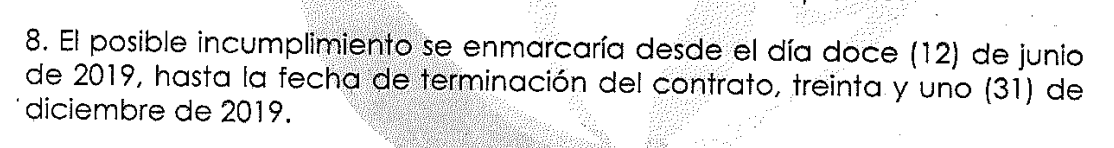 8. El posible incumplimiento se enmarcaría desde el día doce (12) de junio
de 2019, hasta la fecha de terminación del contrato, treinta y uno (31) de
diciembre de 2019.